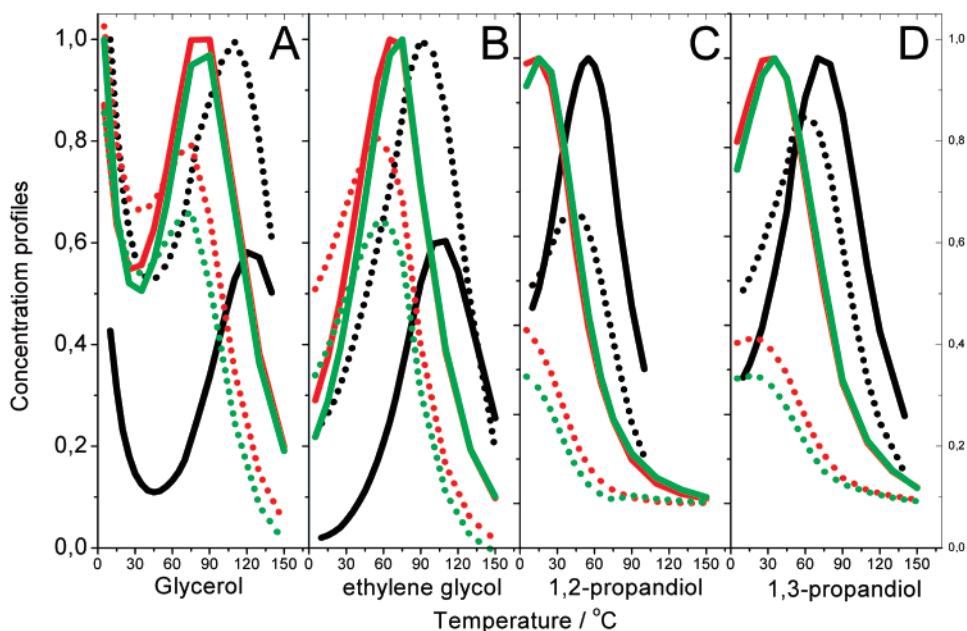 A B C D
1,0 1,0
0,8 0,8
0,6 0,6
0,4 0,4
0,2 0,2
0,0 0,0
Concentration profiles
0 30 60 90 120 150 0 30 60 90 120 150 0 30 60 90 120 150 0 30 60 90 120 150
Glycerol ethylene glycol 1,2-propandiol 1,3-propandiol
Temperature / °C